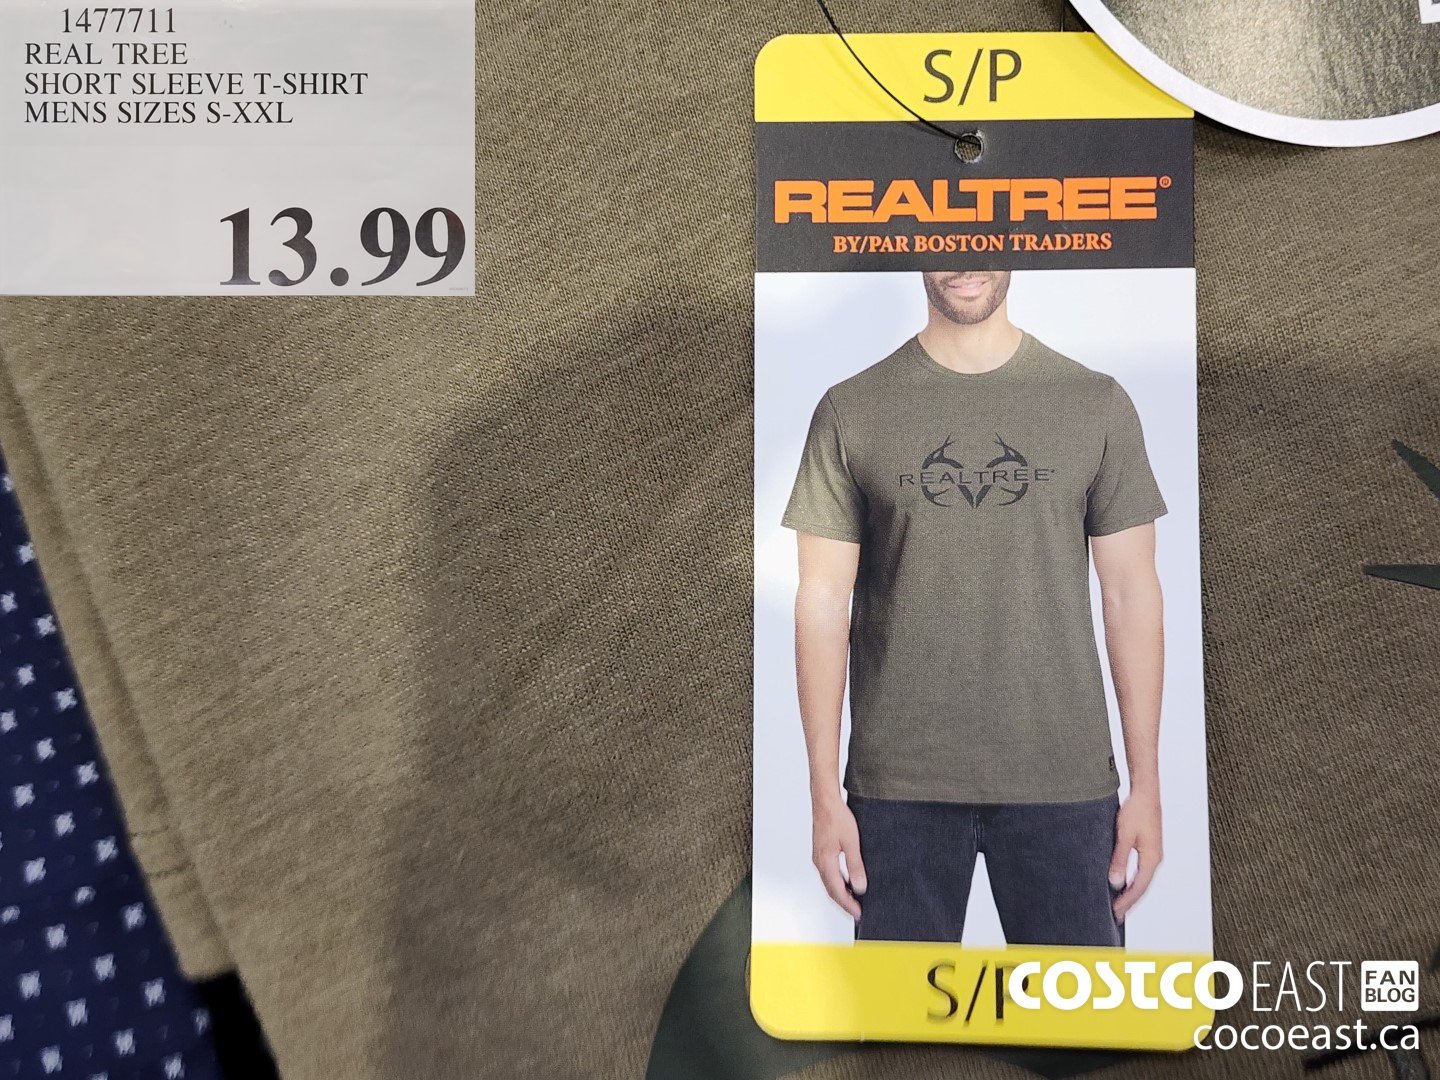 1477711
REAL TREE
SHORT SLEEVE T-SHIRT
MENS SIZES S-XXL
13.99
S/P
REALTREE®
BY/PAR BOSTON TRADERS
REALTREE®
S/P
COSTCO EAST FAN BLOG
cocoeast.ca